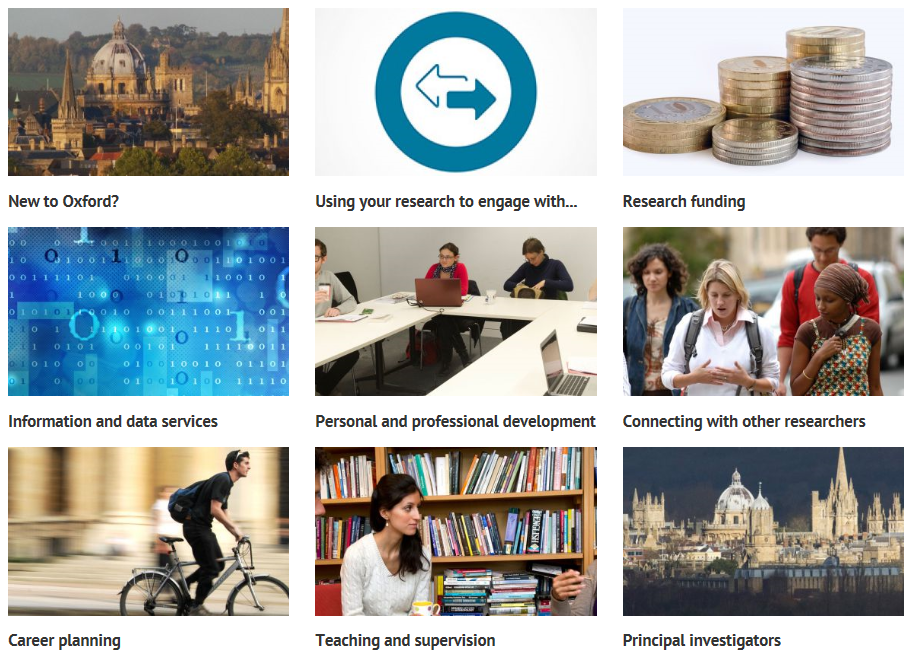 New to Oxford?
Using your research to engage with...
Research funding
Information and data services
Personal and professional development
Connecting with other researchers
Career planning
Teaching and supervision
Principal investigators